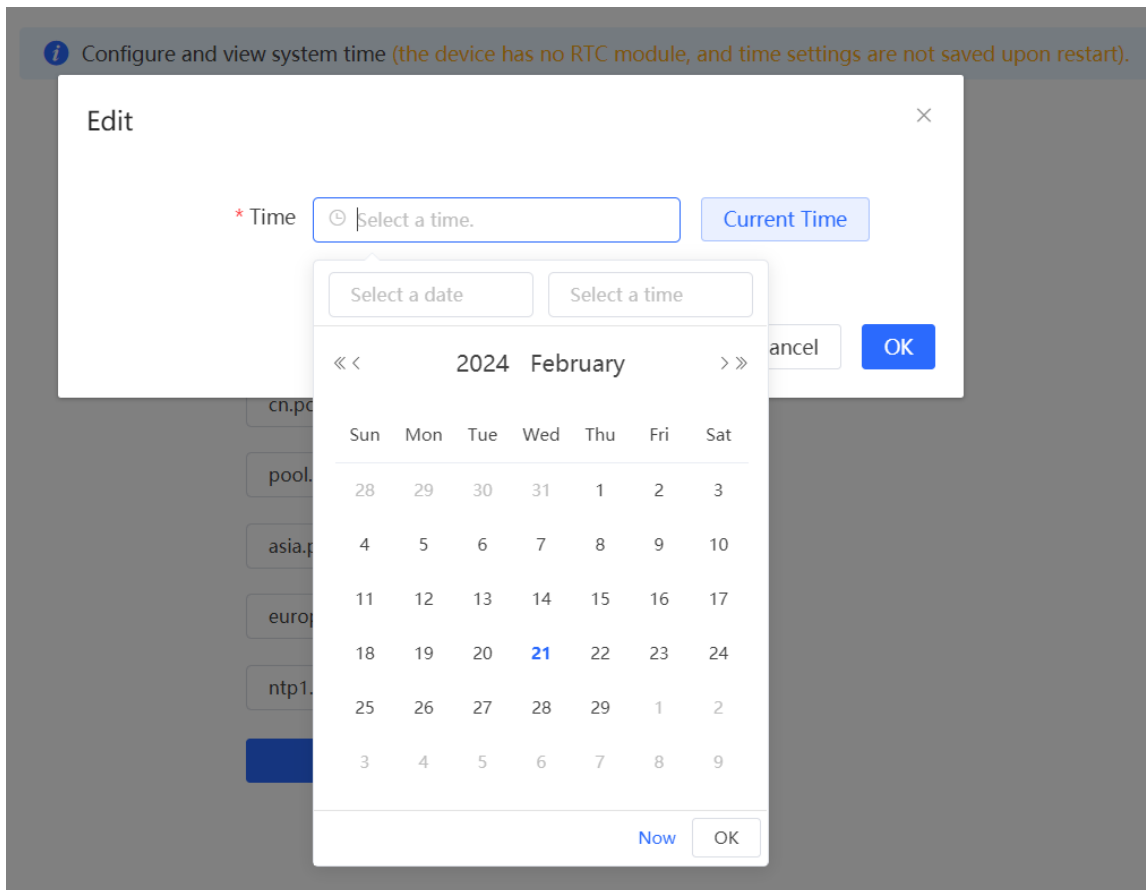 Configure and view system time (the device has no RTC module, and time settings are not saved upon restart).
Edit
* Time Select a time. Current Time
Select a date Select a time
ancel OK
2024 February
cn.po
Sun Mon Tue Wed Thu Fri Sat
pool. 28 29 30 31 1 2 3
asia.p 4 5 6 7 8 9 10
11 12 13 14 15 16 17
europ
18 19 20 21 22 23 24
ntp1.
25 26 27 28 29 1 2
3 4 5 6 7 8 9
Now OK